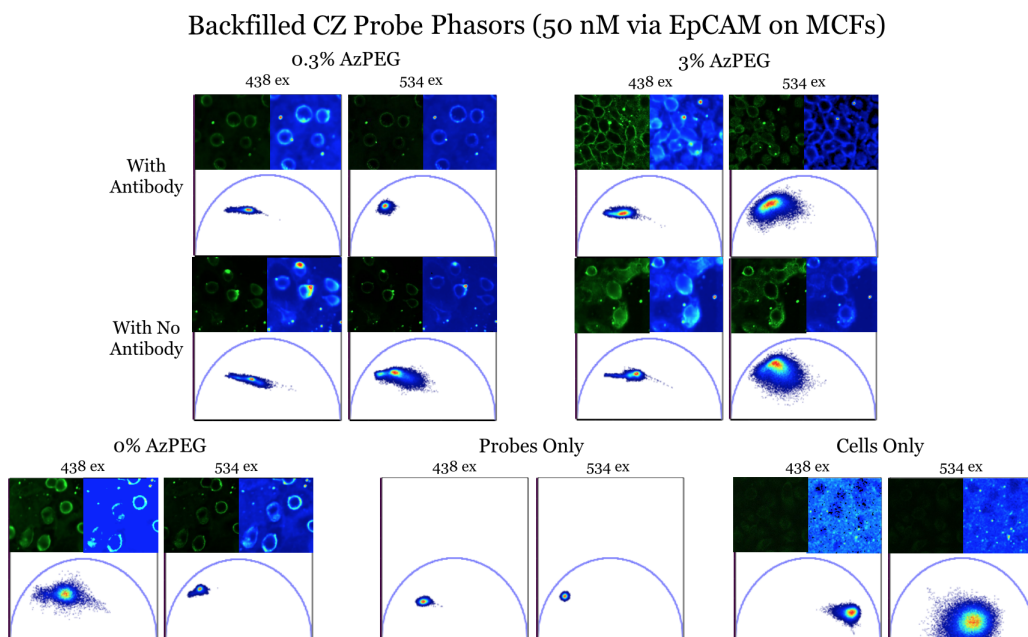 Backfilled CZ Probe Phasors (50 nM via EpCAM on MCFs)
0.3% AzPEG
3% AzPEG
438 ex
534 ex
438 ex
534 ex
With
Antibody
With No
Antibody
0% AzPEG
Probes Only
Cells Only
438 ex
534 ex
438 ex
534 ex
438 ex
534 ex